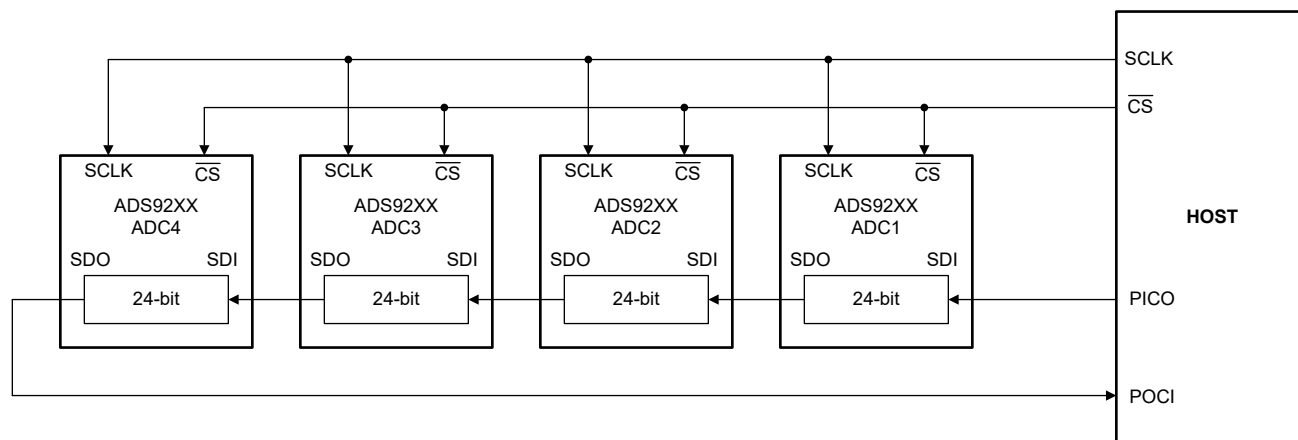 SCLK
CS
HOST
PICO
POCI
SCLK CS
ADS92XX
ADC4
SDO SDI
24-bit
SCLK CS
ADS92XX
ADC3
SDO SDI
24-bit
SCLK CS
ADS92XX
ADC2
SDO SDI
24-bit
SCLK CS
ADS92XX
ADC1
SDO SDI
24-bit